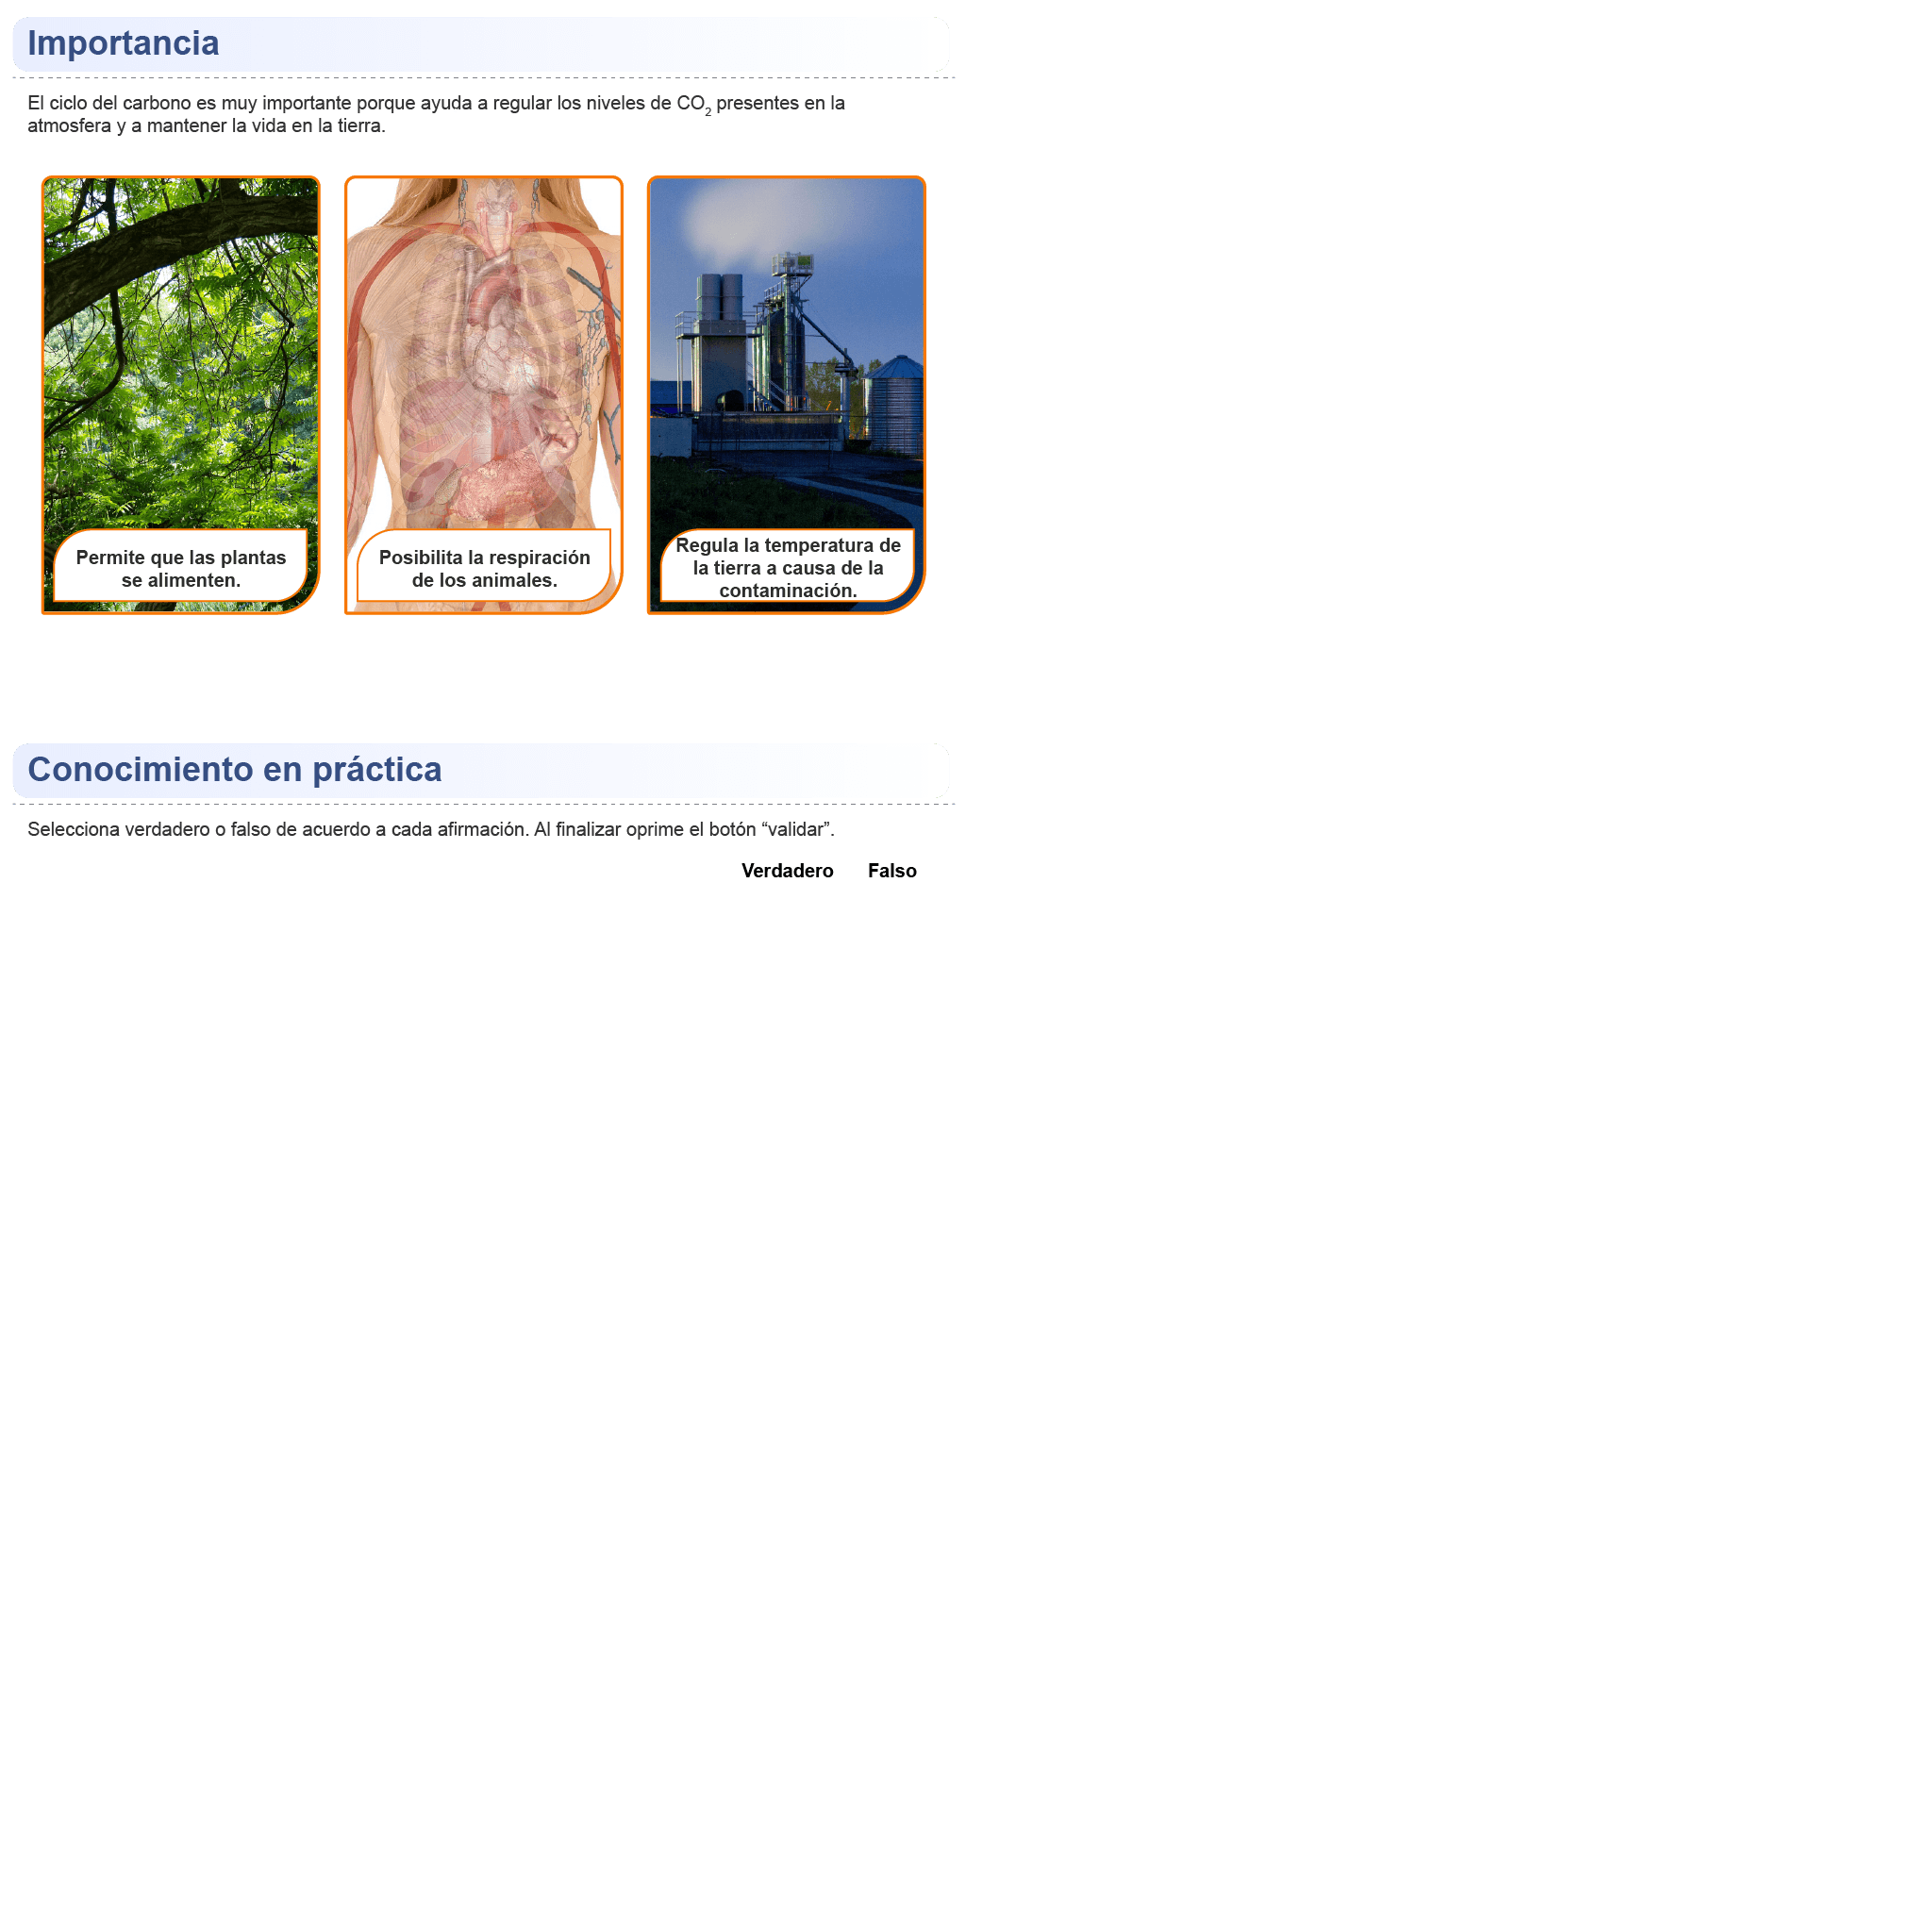 Importancia
El ciclo del carbono es muy importante porque ayuda a regular los niveles de CO₂ presentes en la
atmosfera y a mantener la vida en la tierra.
Permite que las plantas
se alimenten.
Posibilita la respiración
de los animales.
Regula la temperatura de
la tierra a causa de la
contaminación.
Conocimiento en práctica
Selecciona verdadero o falso de acuerdo a cada afirmación. Al finalizar oprime el botón “validar”.
Verdadero Falso